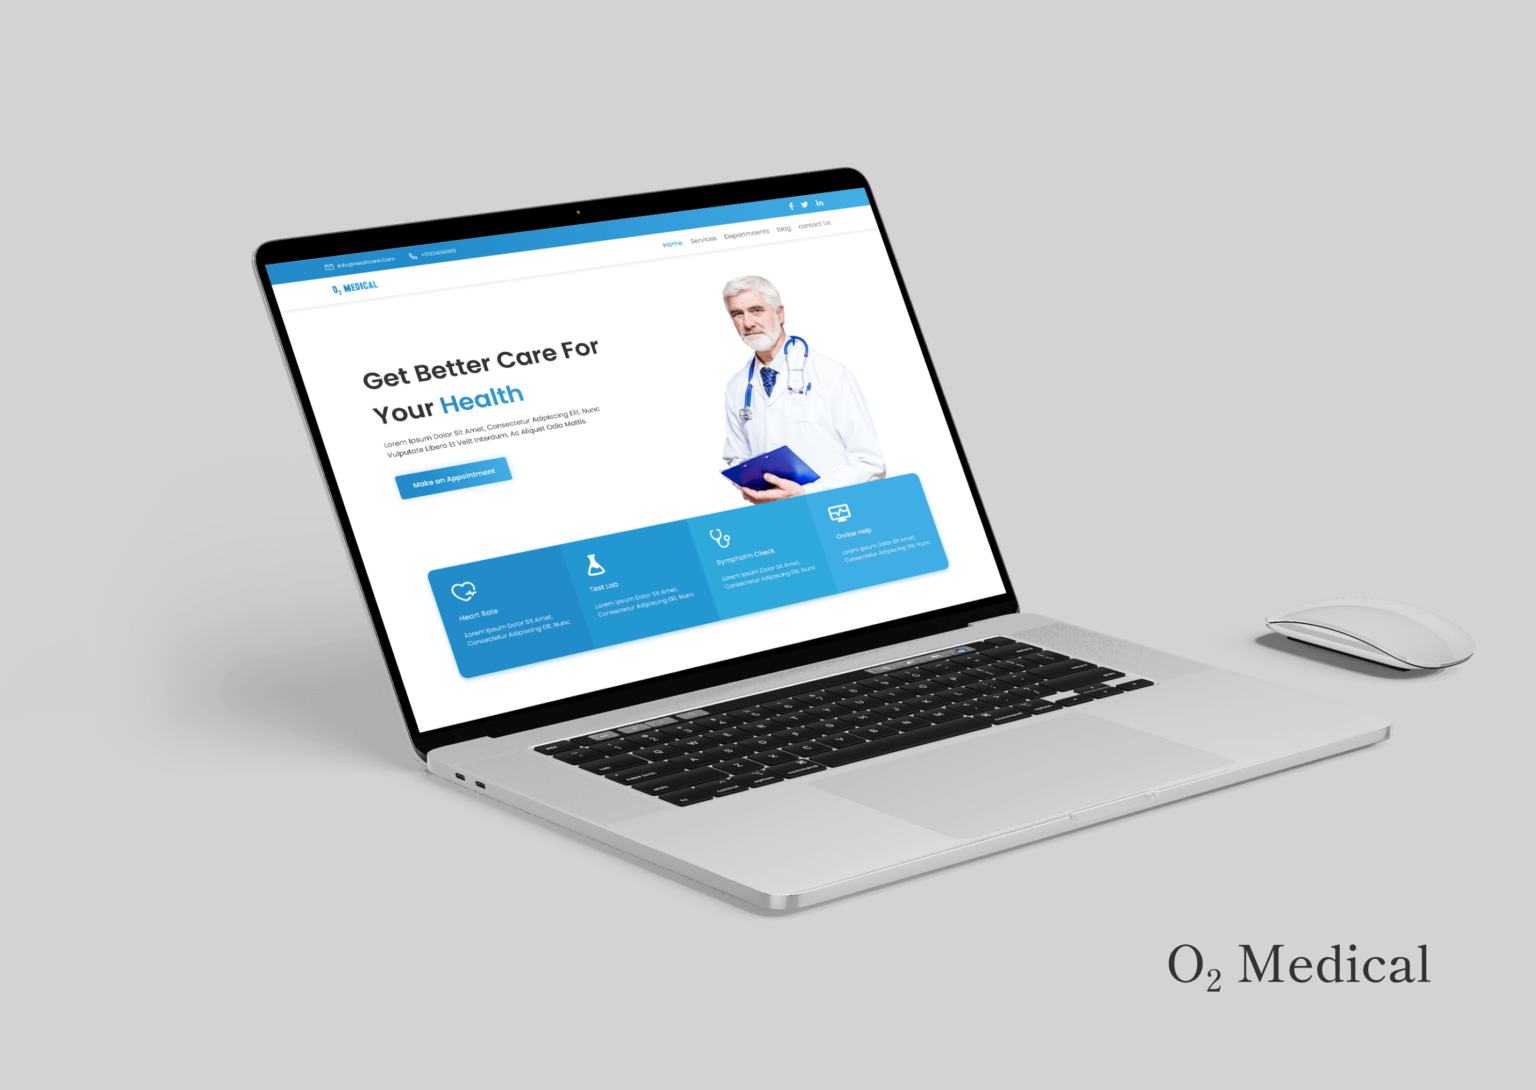 Info@Healtcare.Com
O₂ MEDICAL
Home Services Departmaents blog contact Us
Get Better Care For
Your Health
Lorem Ipsum Dolor Sit Amet, Consectetur Adipiscing Elit. Nunc
Vulputate Libero Et Velit Interdum, Ac Aliquet Odio Mattis.
Make an Appointment
Heart Rate
Lorem Ipsum Dolor Sit Amet,
Consectetur Adipiscing Elit. Nunc
Test Lab
Lorem Ipsum Dolor Sit Amet,
Consectetur Adipiscing Elit. Nunc
Symphotm Check
Lorem Ipsum Dolor Sit Amet,
Consectetur Adipiscing Elit. Nunc
Online Help
Lorem Ipsum Dolor Sit Amet,
Consectetur Adipiscing Elit. Nunc
O₂ Medical